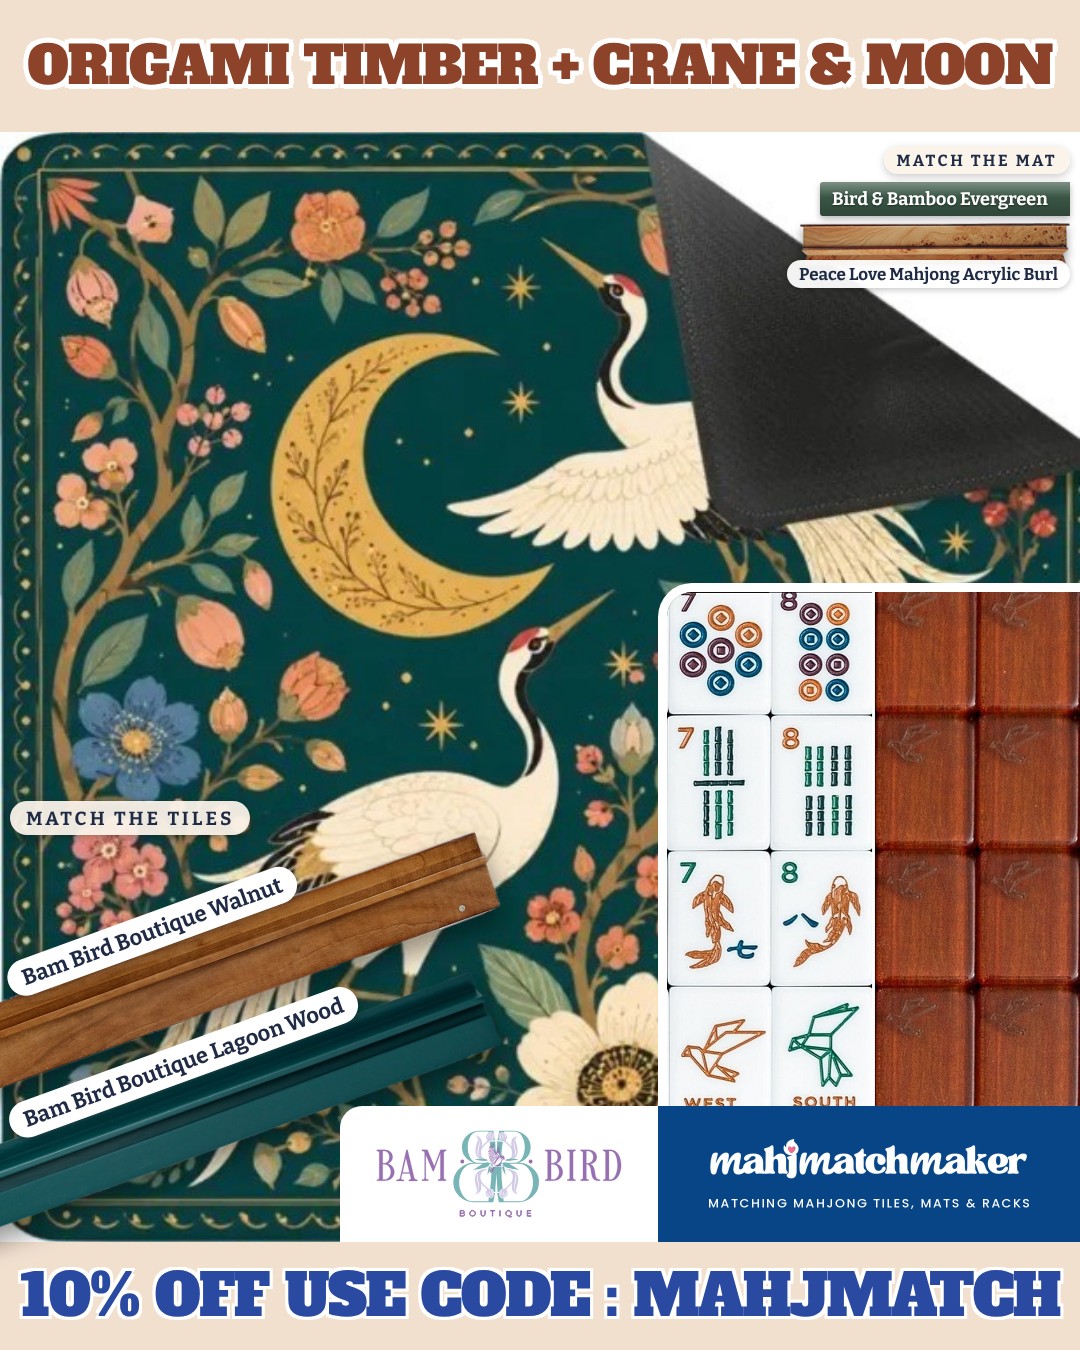 ORIGAMI TIMBER + CRANE & MOON
MATCH THE MAT
Bird & Bamboo Evergreen
Peace Love Mahjong Acrylic Burl
7 8
7 8
7 8
七 八
WEST SOUTH
MATCH THE TILES
Bam Bird Boutique Walnut
Bam Bird Boutique Lagoon Wood
BAM BIRD
BOUTIQUE
mahjmatchmaker
MATCHING MAHJONG TILES, MATS & RACKS
10% OFF USE CODE : MAHJMATCH